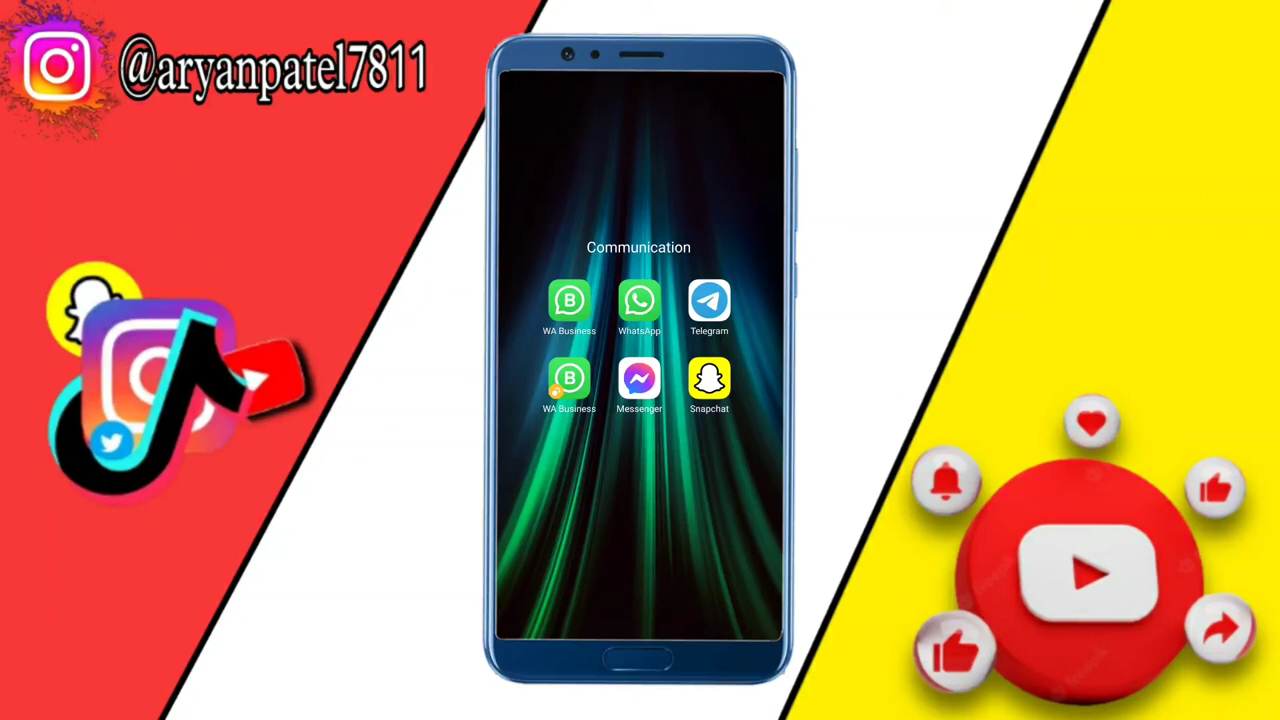 @aryanpatel7811
Communication
WA Business WhatsApp Telegram
WA Business Messenger Snapchat